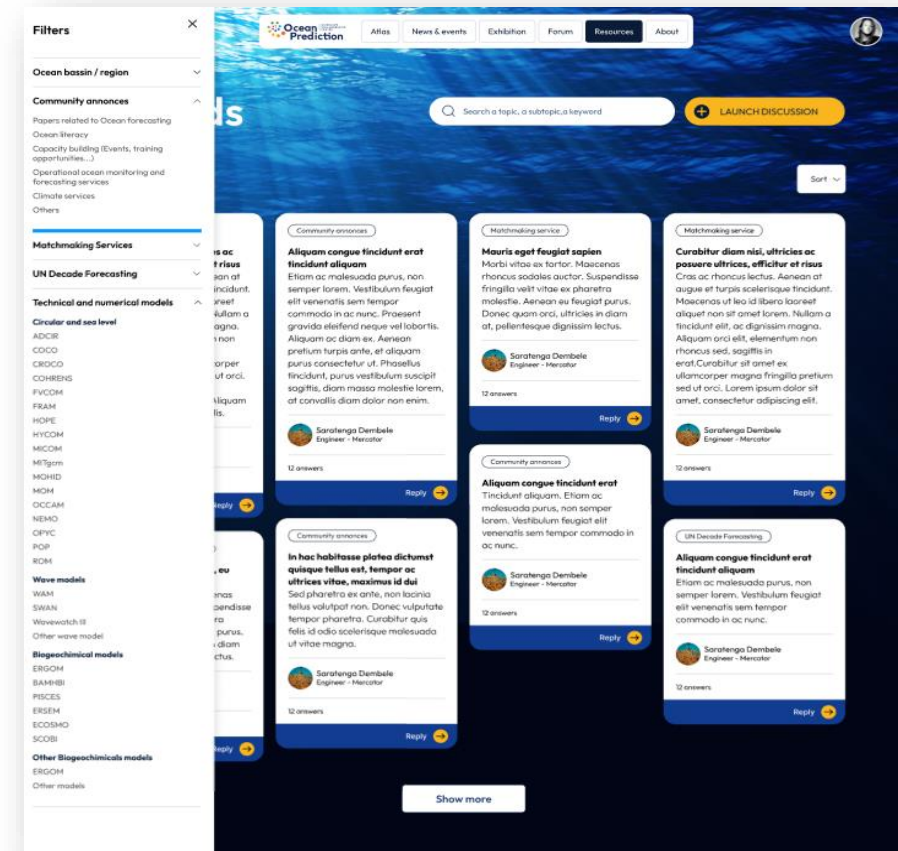 Filters
Ocean bassin / region
Community annonces
Papers related to Ocean forecasting
Ocean literacy
Capacity building (Events, training
opportunities...)
Operational ocean monitoring and
forecasting services
Climate services
Others
Matchmaking Services
UN Decade Forecasting
Technical and numerical models
Circular and sea level
ADCIR
COCO
CROCO
COHRENS
FVCOM
FRAM
HOPE
HYCOM
MICOM
MITgcm
MOHID
MOM
OCCAM
NEMO
OPYC
POP
ROM
Wave models
WAM
SWAN
Wavewatch III
Other wave model
Biogeochimical models
ERGOM
BAMHBI
PISCES
ERSEM
ECOSMO
SCOBI
Other Biogeochimicals models
ERGOM
Other models
Ocean
Prediction
Atlas
News & events
Exhibition
Forum
Resources
About
ds
Search a topic, a subtopic,a keyword
LAUNCH DISCUSSION
Sort
Community annonces
Aliquam congue tincidunt erat
tincidunt aliquam
Etiam ac malesuada purus, non
semper lorem. Vestibulum feugiat
elit venenatis sem tempor
commodo in ac nunc. Praesent
gravida eleifend neque vel lobortis.
Aliquam ac diam ex. Aenean
pretium turpis ante, et aliquam
purus consectetur ut. Phasellus
tincidunt, purus vestibulum suscipit
sagittis, diam massa molestie lorem,
at convallis diam dolor non enim.
Saratenga Dembele
Engineer - Mercator
12 answers
Reply
Community annonces
In hac habitasse platea dictumst
quisque tellus est, tempor ac
ultrices vitae, maximus id dui
Sed pharetra ex ante, non lacinia
tellus volutpat non. Donec vulputate
tempor pharetra. Curabitur quis
felis id odio scelerisque malesuada
ut vitae magna.
Saratenga Dembele
Engineer - Mercator
12 answers
Reply
Matchmaking service
Mauris eget feugiat sapien
Morbi vitae ex tortor. Maecenas
rhoncus sodales auctor. Suspendisse
fringilla velit vitae ex pharetra
molestie. Aenean eu feugiat purus.
Donec quam orci, ultricies in diam
at, pellentesque dignissim lectus.
Saratenga Dembele
Engineer - Mercator
12 answers
Reply
Community annonces
Aliquam congue tincidunt erat
Tincidunt aliquam. Etiam ac
malesuada purus, non semper
lorem. Vestibulum feugiat elit
venenatis sem tempor commodo in
ac nunc.
Saratenga Dembele
Engineer - Mercator
12 answers
Reply
Matchmaking service
Curabitur diam nisi, ultricies ac
posuere ultrices, efficitur et risus
Cras ac rhoncus lectus. Aenean at
augue et turpis scelerisque tincidunt.
Maecenas ut leo id libero laoreet
aliquet non sit amet lorem. Nullam a
tincidunt elit, ac dignissim magna.
Aliquam orci elit, elementum non
rhoncus sed, sagittis in
erat.Curabitur sit amet ex
ullamcorper magna fringilla pretium
sed ut orci. Lorem ipsum dolor sit
amet, consectetur adipiscing elit.
Saratenga Dembele
Engineer - Mercator
12 answers
Reply
UN Decade Forecasting
Aliquam congue tincidunt erat
tincidunt aliquam
Etiam ac malesuada purus, non
semper lorem. Vestibulum feugiat
elit venenatis sem tempor
commodo in ac nunc.
Saratenga Dembele
Engineer - Mercator
12 answers
Reply
Show more